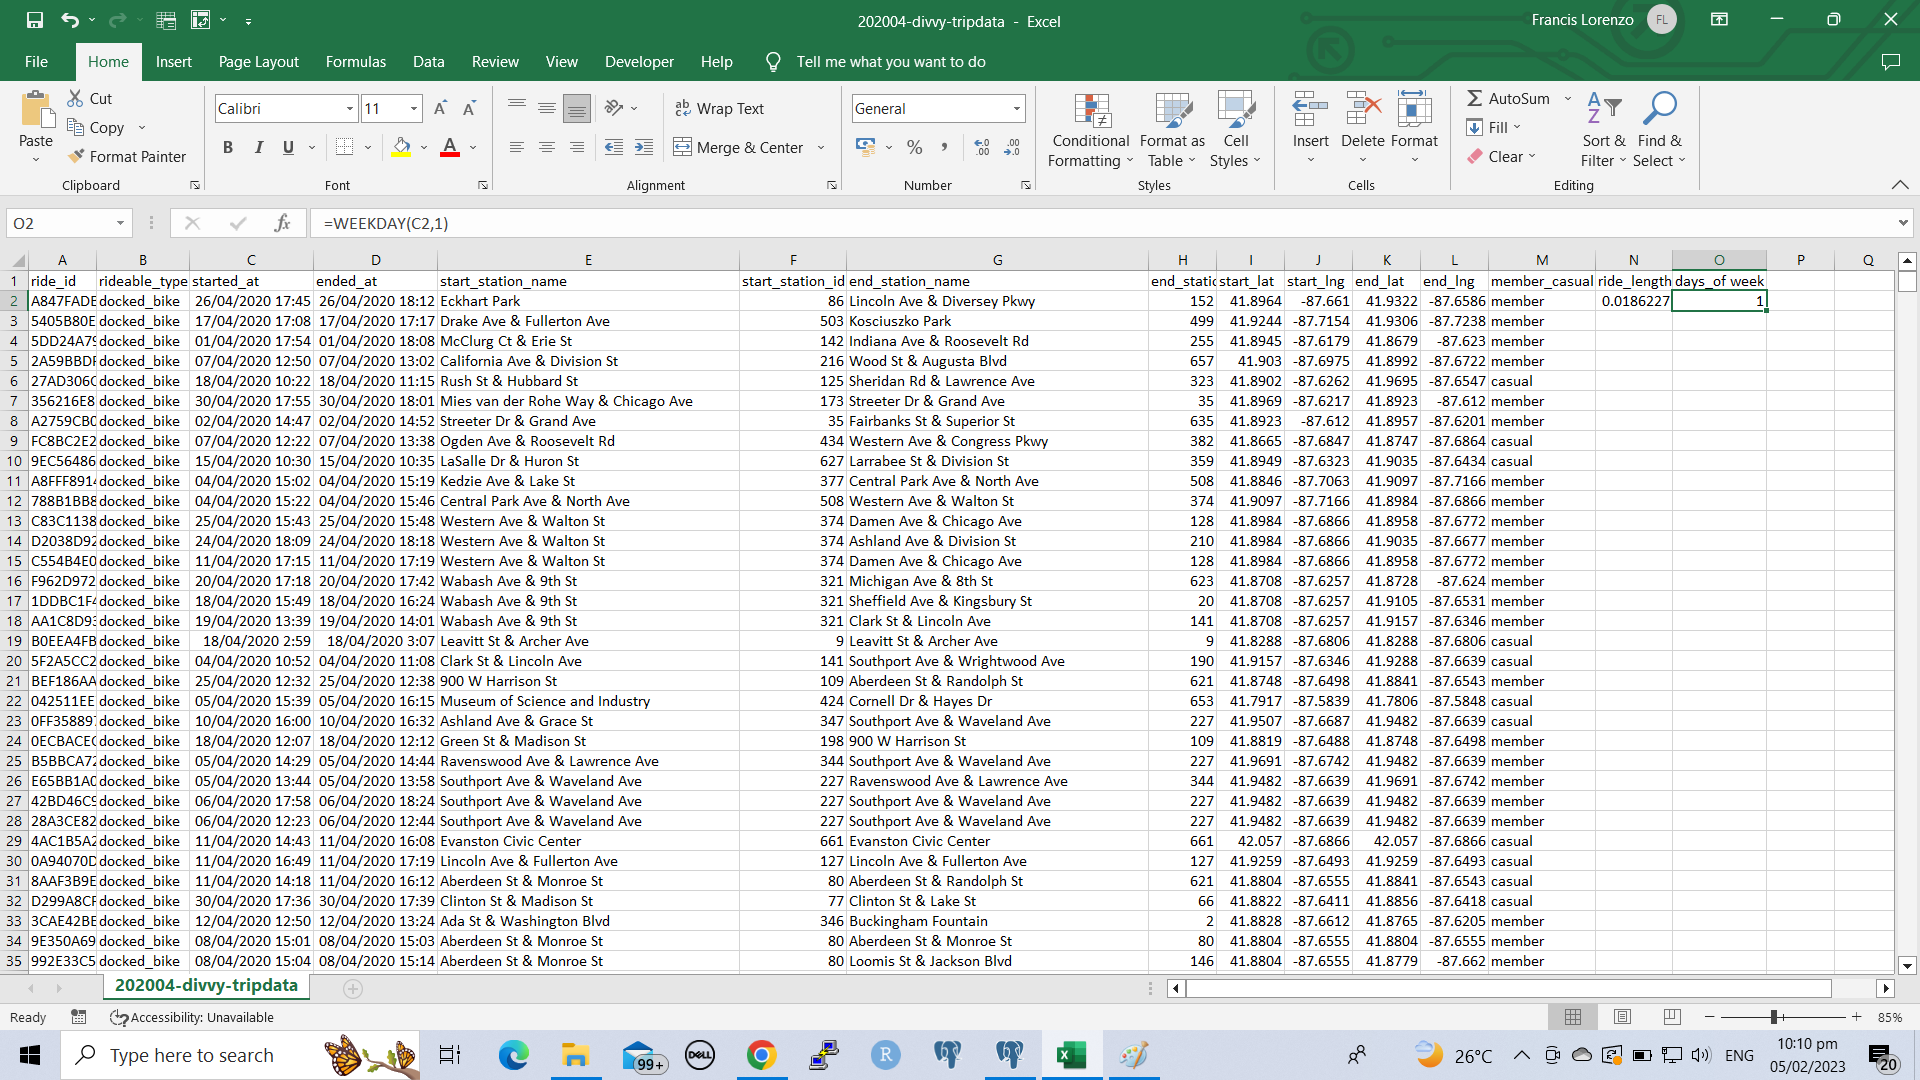 202004-divvy-tripdata - Excel
Francis Lorenzo FL
File Home Insert Page Layout Formulas Data Review View Developer Help Tell me what you want to do
Paste Cut Copy Format Painter Clipboard
Calibri 11 B I U A Font
Wrap Text Merge & Center Alignment
General % Number
Conditional Formatting Format as Table Cell Styles Styles
Insert Delete Format Cells
AutoSum Fill Clear Sort & Filter Find & Select Editing
O2 fx =WEEKDAY(C2,1)
A B C D E F G H I J K L M N O P Q
1 ride_id rideable_type started_at ended_at start_station_name start_station_id end_station_name end_static start_lat start_lng end_lat end_lng member_casual ride_length days_of week
2 A847FADE docked_bike 26/04/2020 17:45 26/04/2020 18:12 Eckhart Park 86 Lincoln Ave & Diversey Pkwy 152 41.8964 -87.661 41.9322 -87.6586 member 0.0186227 1
3 5405B80E docked_bike 17/04/2020 17:08 17/04/2020 17:17 Drake Ave & Fullerton Ave 503 Kosciuszko Park 499 41.9244 -87.7154 41.9306 -87.7238 member
4 5DD24A79 docked_bike 01/04/2020 17:54 01/04/2020 18:08 McClurg Ct & Erie St 142 Indiana Ave & Roosevelt Rd 255 41.8945 -87.6179 41.8679 -87.623 member
5 2A59BBDF docked_bike 07/04/2020 12:50 07/04/2020 13:02 California Ave & Division St 216 Wood St & Augusta Blvd 657 41.903 -87.6975 41.8992 -87.6722 member
6 27AD306C docked_bike 18/04/2020 10:22 18/04/2020 11:15 Rush St & Hubbard St 125 Sheridan Rd & Lawrence Ave 323 41.8902 -87.6262 41.9695 -87.6547 casual
7 356216E8 docked_bike 30/04/2020 17:55 30/04/2020 18:01 Mies van der Rohe Way & Chicago Ave 173 Streeter Dr & Grand Ave 35 41.8969 -87.6217 41.8923 -87.612 member
8 A2759CB0 docked_bike 02/04/2020 14:47 02/04/2020 14:52 Streeter Dr & Grand Ave 35 Fairbanks St & Superior St 635 41.8923 -87.612 41.8957 -87.6201 member
9 FC8BC2E2 docked_bike 07/04/2020 12:22 07/04/2020 13:38 Ogden Ave & Roosevelt Rd 434 Western Ave & Congress Pkwy 382 41.8665 -87.6847 41.8747 -87.6864 casual
10 9EC56486 docked_bike 15/04/2020 10:30 15/04/2020 10:35 LaSalle Dr & Huron St 627 Larrabee St & Division St 359 41.8949 -87.6323 41.9035 -87.6434 casual
11 A8FFF8914 docked_bike 04/04/2020 15:02 04/04/2020 15:19 Kedzie Ave & Lake St 377 Central Park Ave & North Ave 508 41.8846 -87.7063 41.9097 -87.7166 member
12 788B1BB8 docked_bike 04/04/2020 15:22 04/04/2020 15:46 Central Park Ave & North Ave 508 Western Ave & Walton St 374 41.9097 -87.7166 41.8984 -87.6866 member
13 C83C1138 docked_bike 25/04/2020 15:43 25/04/2020 15:48 Western Ave & Walton St 374 Damen Ave & Chicago Ave 128 41.8984 -87.6866 41.8958 -87.6772 member
14 D2038D92 docked_bike 24/04/2020 18:09 24/04/2020 18:18 Western Ave & Walton St 374 Ashland Ave & Division St 210 41.8984 -87.6866 41.9035 -87.6677 member
15 C554B4E0 docked_bike 11/04/2020 17:15 11/04/2020 17:19 Western Ave & Walton St 374 Damen Ave & Chicago Ave 128 41.8984 -87.6866 41.8958 -87.6772 member
16 F962D972 docked_bike 20/04/2020 17:18 20/04/2020 17:42 Wabash Ave & 9th St 321 Michigan Ave & 8th St 623 41.8708 -87.6257 41.8728 -87.624 member
17 1DDBC1F4 docked_bike 18/04/2020 15:49 18/04/2020 16:24 Wabash Ave & 9th St 321 Sheffield Ave & Kingsbury St 20 41.8708 -87.6257 41.9105 -87.6531 member
18 AA1C8D93 docked_bike 19/04/2020 13:39 19/04/2020 14:01 Wabash Ave & 9th St 321 Clark St & Lincoln Ave 141 41.8708 -87.6257 41.9157 -87.6346 member
19 B0EEA4FB docked_bike 18/04/2020 2:59 18/04/2020 3:07 Leavitt St & Archer Ave 9 Leavitt St & Archer Ave 9 41.8288 -87.6806 41.8288 -87.6806 casual
20 5F2A5CC2 docked_bike 04/04/2020 10:52 04/04/2020 11:08 Clark St & Lincoln Ave 141 Southport Ave & Wrightwood Ave 190 41.9157 -87.6346 41.9288 -87.6639 casual
21 BEF186AA docked_bike 25/04/2020 12:32 25/04/2020 12:38 900 W Harrison St 109 Aberdeen St & Randolph St 621 41.8748 -87.6498 41.8841 -87.6543 member
22 042511EE docked_bike 05/04/2020 15:39 05/04/2020 16:15 Museum of Science and Industry 424 Cornell Dr & Hayes Dr 653 41.7917 -87.5839 41.7806 -87.5848 casual
23 0FF358897 docked_bike 10/04/2020 16:00 10/04/2020 16:32 Ashland Ave & Grace St 347 Southport Ave & Waveland Ave 227 41.9507 -87.6687 41.9482 -87.6639 casual
24 0ECBACEC docked_bike 18/04/2020 12:07 18/04/2020 12:12 Green St & Madison St 198 900 W Harrison St 109 41.8819 -87.6488 41.8748 -87.6498 member
25 B5BBCA72 docked_bike 05/04/2020 14:29 05/04/2020 14:44 Ravenswood Ave & Lawrence Ave 344 Southport Ave & Waveland Ave 227 41.9691 -87.6742 41.9482 -87.6639 member
26 E65BB1A0 docked_bike 05/04/2020 13:44 05/04/2020 13:58 Southport Ave & Waveland Ave 227 Ravenswood Ave & Lawrence Ave 344 41.9482 -87.6639 41.9691 -87.6742 member
27 42BD46C9 docked_bike 06/04/2020 17:58 06/04/2020 18:24 Southport Ave & Waveland Ave 227 Southport Ave & Waveland Ave 227 41.9482 -87.6639 41.9482 -87.6639 member
28 28A3CE82 docked_bike 06/04/2020 12:23 06/04/2020 12:44 Southport Ave & Waveland Ave 227 Southport Ave & Waveland Ave 227 41.9482 -87.6639 41.9482 -87.6639 member
29 4AC1B5A2 docked_bike 11/04/2020 14:43 11/04/2020 16:08 Evanston Civic Center 661 Evanston Civic Center 661 42.057 -87.6866 42.057 -87.6866 casual
30 0A94070D docked_bike 11/04/2020 16:49 11/04/2020 17:19 Lincoln Ave & Fullerton Ave 127 Lincoln Ave & Fullerton Ave 127 41.9259 -87.6493 41.9259 -87.6493 casual
31 8AAF3B9E docked_bike 11/04/2020 14:18 11/04/2020 16:12 Aberdeen St & Monroe St 80 Aberdeen St & Randolph St 621 41.8804 -87.6555 41.8841 -87.6543 casual
32 D299A8CF docked_bike 30/04/2020 17:36 30/04/2020 17:39 Clinton St & Madison St 77 Clinton St & Lake St 66 41.8822 -87.6411 41.8856 -87.6418 casual
33 3CAE42BE docked_bike 12/04/2020 12:50 12/04/2020 13:24 Ada St & Washington Blvd 346 Buckingham Fountain 2 41.8828 -87.6612 41.8765 -87.6205 member
34 9E350A69 docked_bike 08/04/2020 15:01 08/04/2020 15:03 Aberdeen St & Monroe St 80 Aberdeen St & Monroe St 80 41.8804 -87.6555 41.8804 -87.6555 member
35 992E33C5 docked_bike 08/04/2020 15:04 08/04/2020 15:14 Aberdeen St & Monroe St 80 Loomis St & Jackson Blvd 146 41.8804 -87.6555 41.8779 -87.662 member
202004-divvy-tripdata
Ready Accessibility: Unavailable 85%
Type here to search 99+ DELL R 26°C ENG 10:10 pm 05/02/2023 20